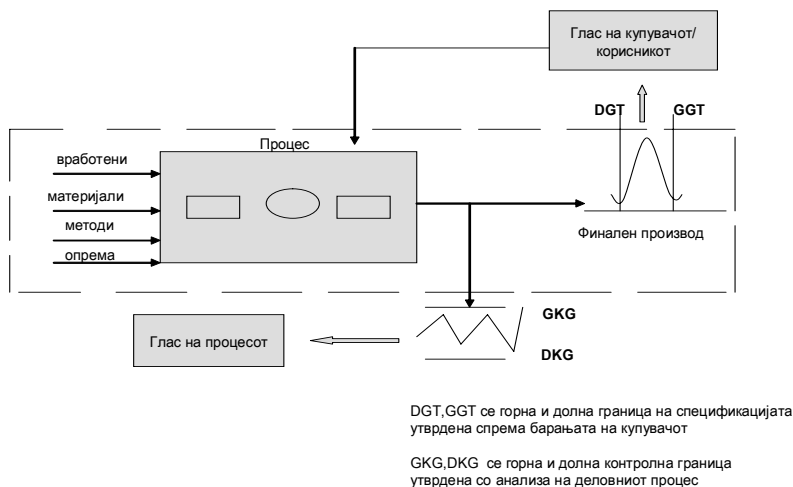 Глас на купувачот/
корисникот
DGT
GGT
Процес
вработени
материјали
методи
опрема
Финален производ
GKG
DKG
Глас на процесот
DGT,GGT се горна и долна граница на спецификацијата
утврдена спрема барањата на купувачот
GKG,DKG се горна и долна контролна граница
утврдена со анализа на деловниот процес